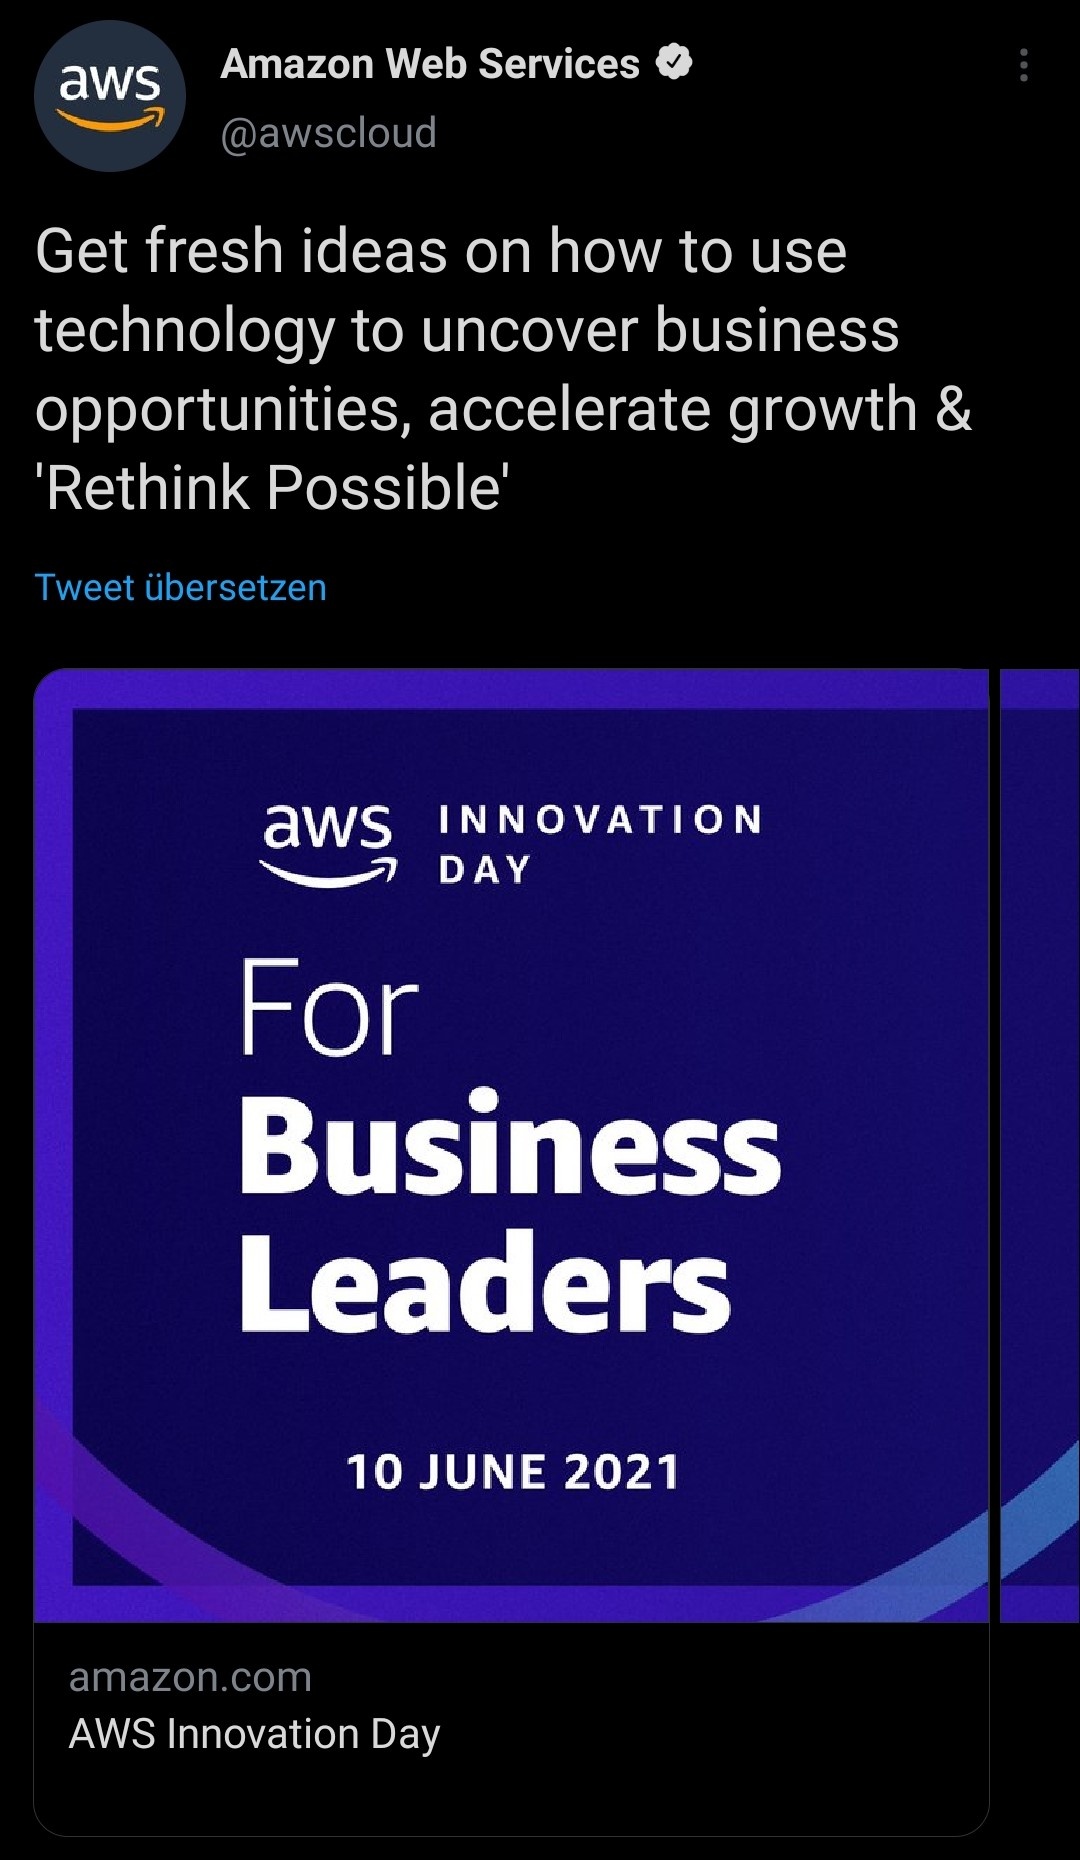 aws
Amazon Web Services
@awscloud
Get fresh ideas on how to use
technology to uncover business
opportunities, accelerate growth &
'Rethink Possible'
Tweet übersetzen
aws
INNOVATION
DAY
For
Business
Leaders
10 JUNE 2021
amazon.com
AWS Innovation Day